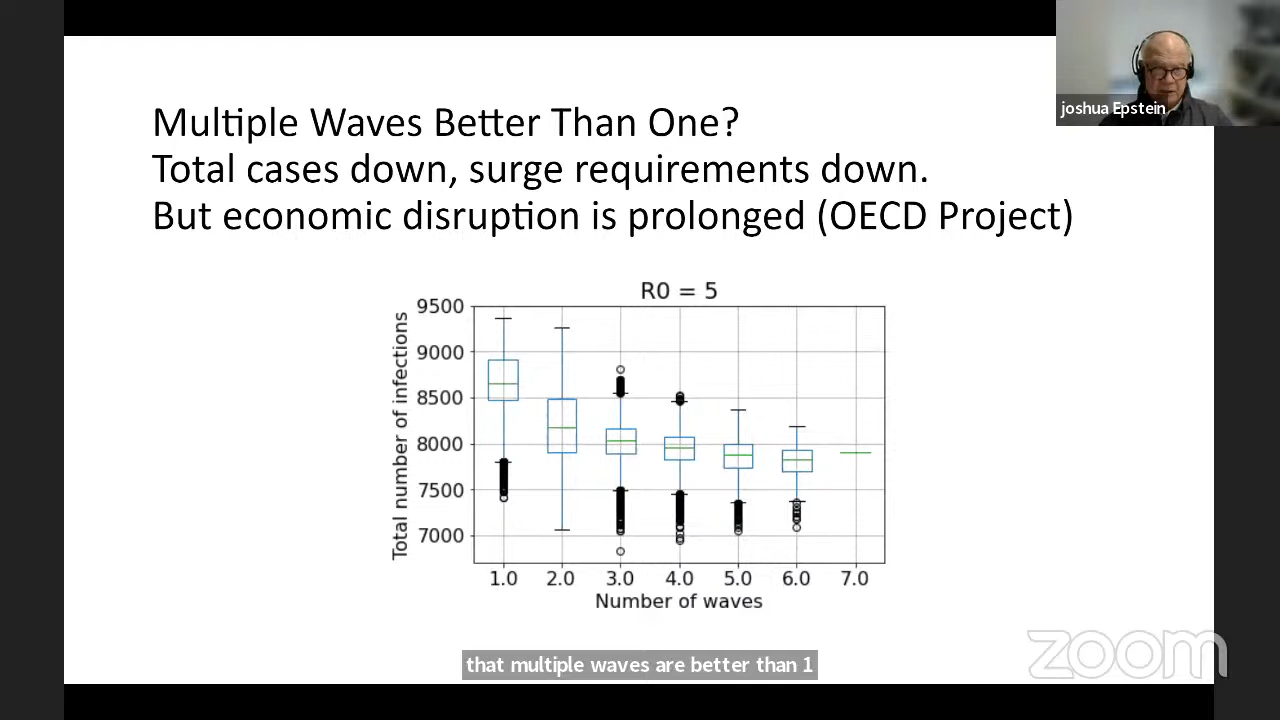 joshua Epstein
Multiple Waves Better Than One?
Total cases down, surge requirements down.
But economic disruption is prolonged (OECD Project)
R0 = 5
Total number of infections
9500
9000
8500
8000
7500
7000
1.0 2.0 3.0 4.0 5.0 6.0 7.0
Number of waves
that multiple waves are better than 1
zoom